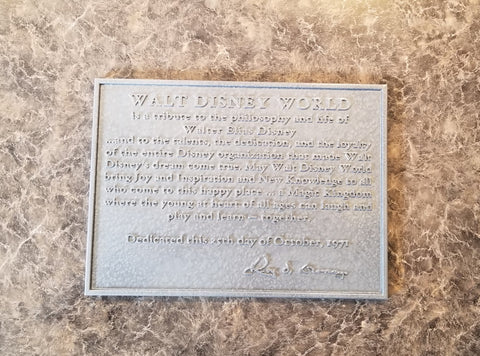 WALT DISNEY WORLD
is a tribute to the philosophy and life of
Walter Elias Disney
...and to the talents, the dedication, and the loyalty
of the entire Disney organization that made Walt
Disney's dream come true. May Walt Disney World
bring Joy and Inspiration and New Knowledge to all
who come to this happy place ... a Magic Kingdom
where the young at heart of all ages can laugh and
play and learn — together.
Dedicated this 25th day of October, 1971
Roy O. Disney